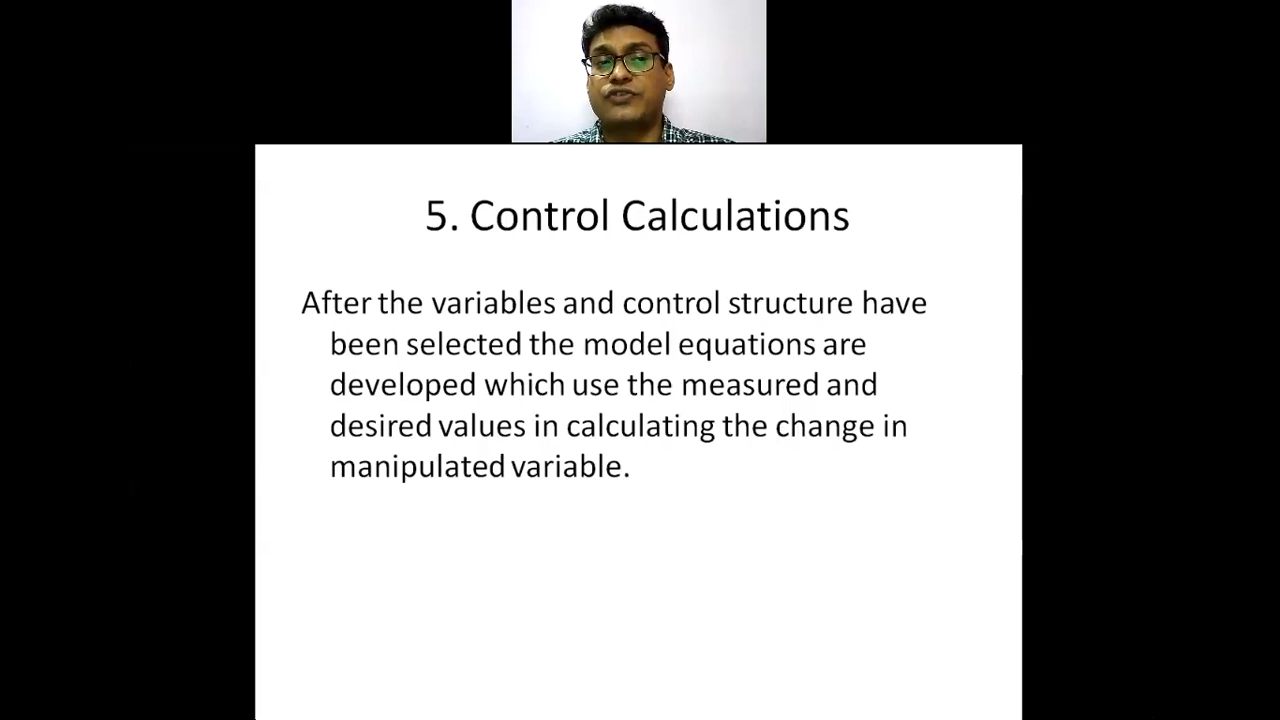 5. Control Calculations
After the variables and control structure have
been selected the model equations are
developed which use the measured and
desired values in calculating the change in
manipulated variable.